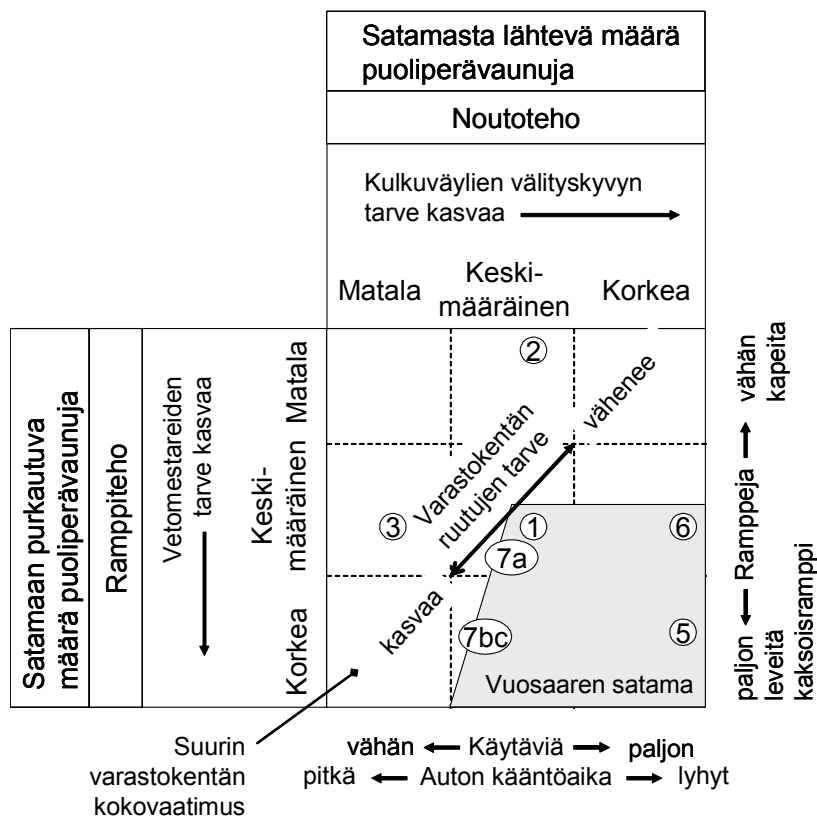 Satamasta lähtevä määrä
puoliperävaunuja
Noutoteho
Kulkuväylien välityskyvyn
tarve kasvaa
Matala
Keski-
määräinen
Korkea
Satamaan purkautuva
määrä puoliperävaunuja
Ramppiteho
Vetomestareiden
tarve kasvaa
Matala
Keski-
määräinen
Korkea
2
vähenee
Varastokentän
ruutujen tarve
kasvaa
3
1
6
7a
7bc
5
Vuosaaren satama
vähän
kapeita
Ramppeja
paljon
leveitä
kaksoisramppi
Suurin
varastokentän
kokovaatimus
vähän Käytäviä paljon
pitkä Auton kääntöaika lyhyt